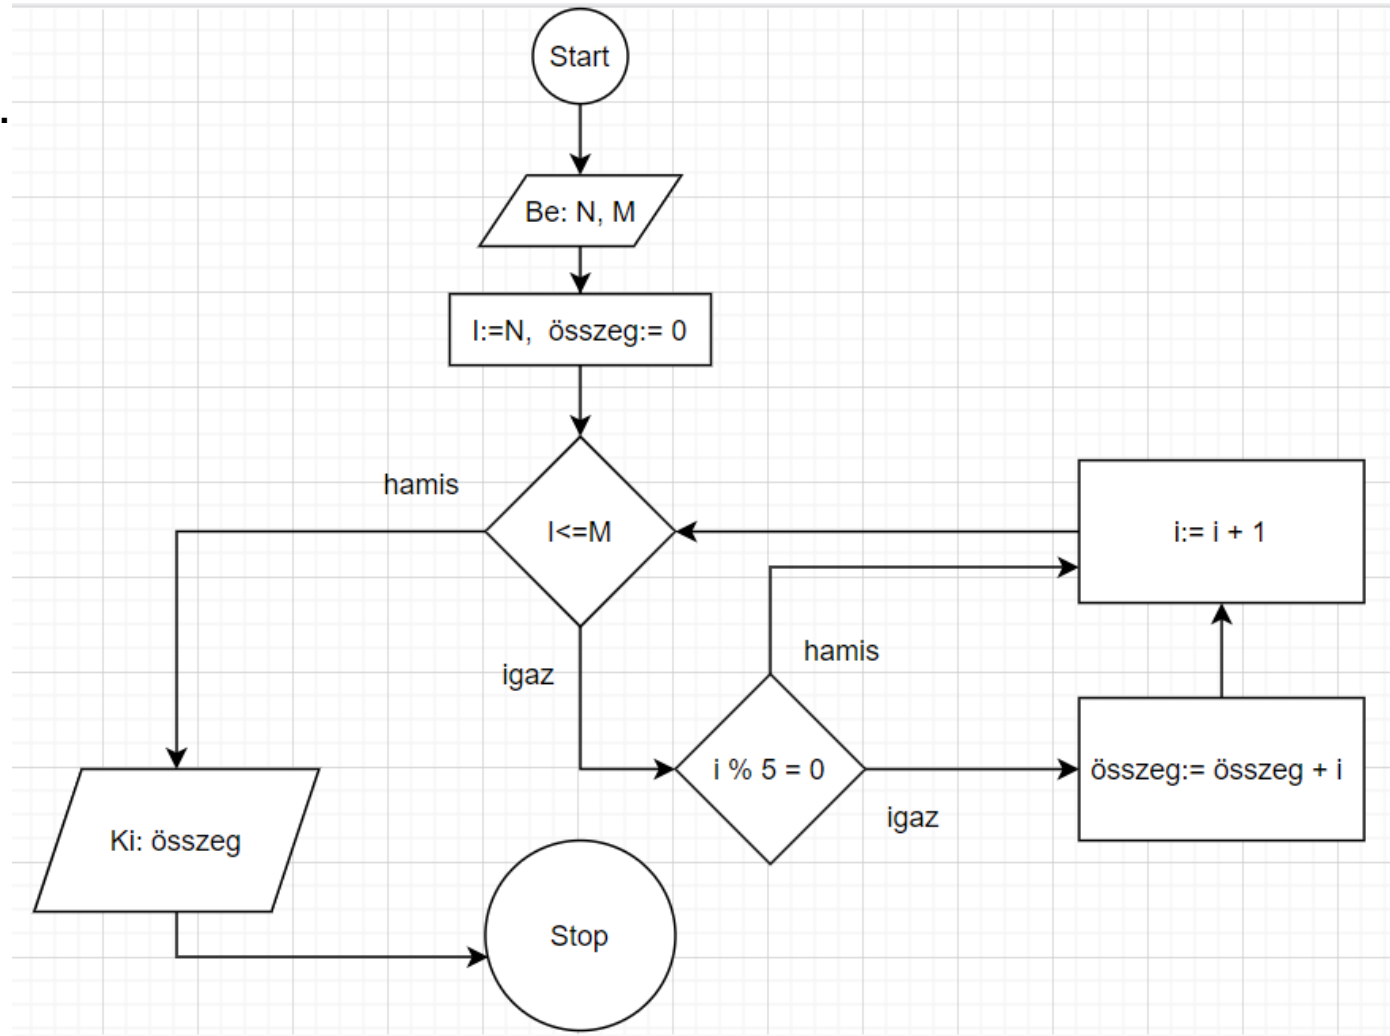 Start
.
Be: N, M
I:=N,  összeg:= 0
hamis
I<=M
i:= i + 1
igaz
hamis
i % 5 = 0
összeg:= összeg + i
igaz
Ki: összeg
Stop